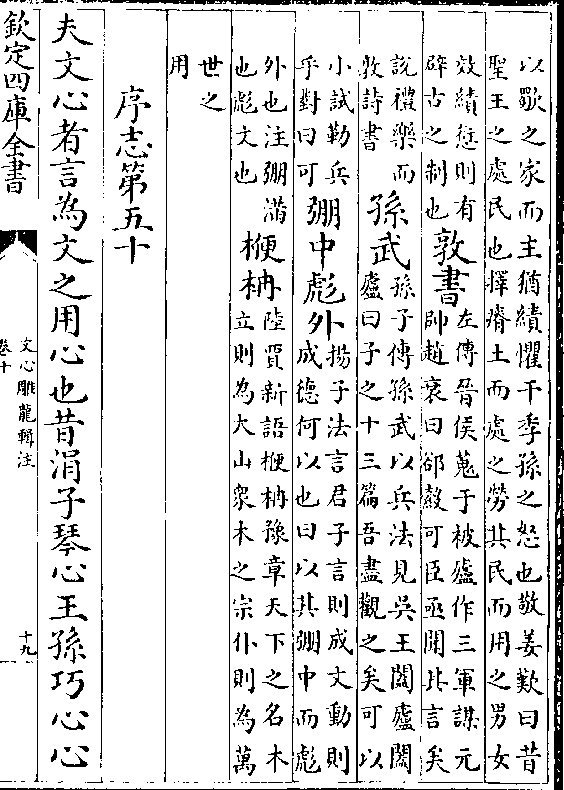 以歜之家而主猶績懼干季孫之怒也敬姜歎曰昔
聖王之處民也擇瘠土而處之勞其民而用之男女
效績愆則有
辟古之制也
敦書
左傳晉侯蒐于被廬作三軍謀元
帥趙衰曰郤縠可臣亟聞其言矣
說禮樂而
敦詩書
孫武
孫子傳孫武以兵法見吳王闔廬闔
廬曰子之十三篇吾盡觀之矣可以
小試勒兵
乎對曰可
弸中彪外
揚子法言君子言則成文動則
成德何以也曰以其弸中而彪
外也注弸滿
也彪文也
楩柟
陸賈新語楩柟豫章天下之名木
立則為大山衆木之宗仆則為萬
世之
用
序志第五十
夫文心者言為文之用心也昔涓子琴心王孫巧心心
欽定四庫全書
文心雕龍輯注
卷十
十九